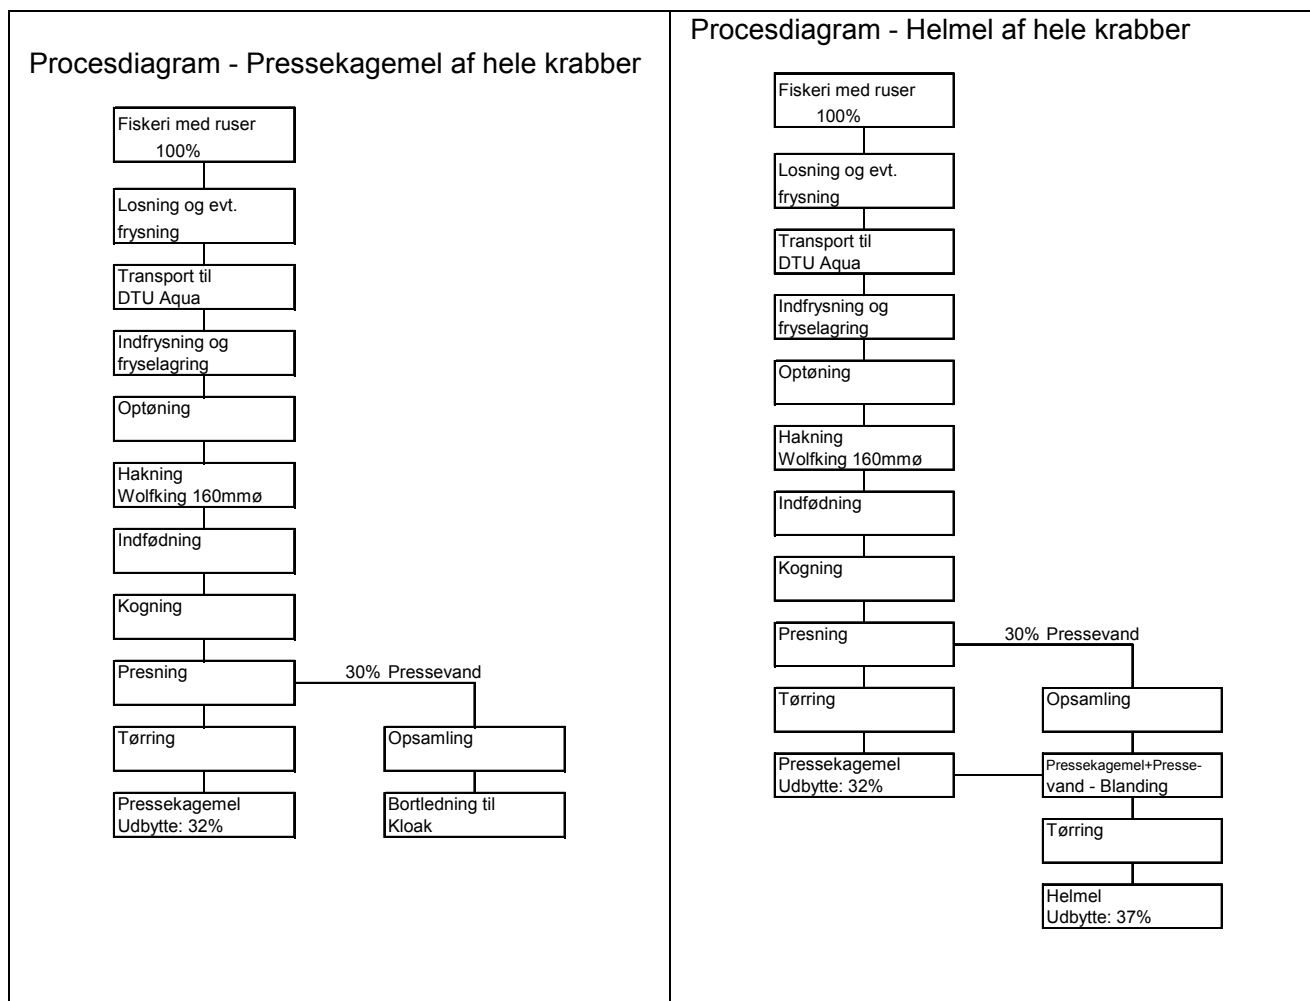 Procesdiagram - Pressekagemel af hele krabber
Fiskeri med ruser
100%
Losning og evt.
frysning
Transport til
DTU Aqua
Indfrysning og
fryselagring
Optøning
Hakning
Wolfking 160mmø
Indfødning
Kogning
Presning
30% Pressevand
Tørring
Opsamling
Pressekagemel
Udbytte: 32%
Bortledning til
Kloak
Procesdiagram - Helmel af hele krabber
Fiskeri med ruser
100%
Losning og evt.
frysning
Transport til
DTU Aqua
Indfrysning og
fryselagring
Optøning
Hakning
Wolfking 160mmø
Indfødning
Kogning
Presning
30% Pressevand
Tørring
Opsamling
Pressekagemel
Udbytte: 32%
Pressekagemel+Presse-
vand - Blanding
Tørring
Helmel
Udbytte: 37%